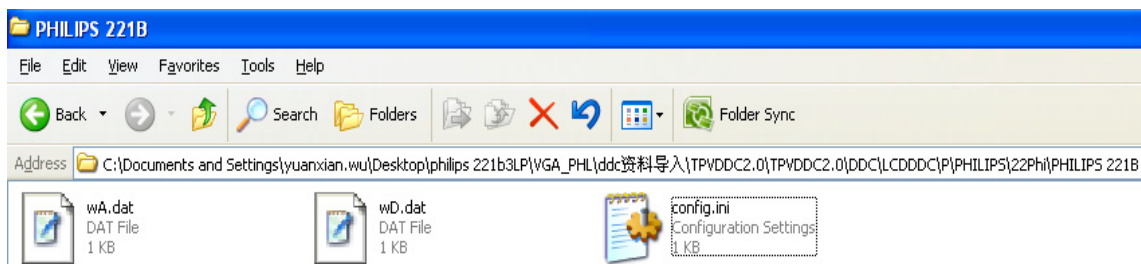 PHILIPS 221B
File Edit View Favorites Tools Help
Back Search Folders Folder Sync
Address C:\Documents and Settings\yuanxian.wu\Desktop\philips 221b3LP\VGA_PHL\ddc资料导入\TPVDDC2.0\TPVDDC2.0\DDC\LCDDDC\P\PHILIPS\22Phi\PHILIPS 221B
wA.dat wD.dat config.ini
DAT File DAT File Configuration Settings
1 KB 1 KB 1 KB